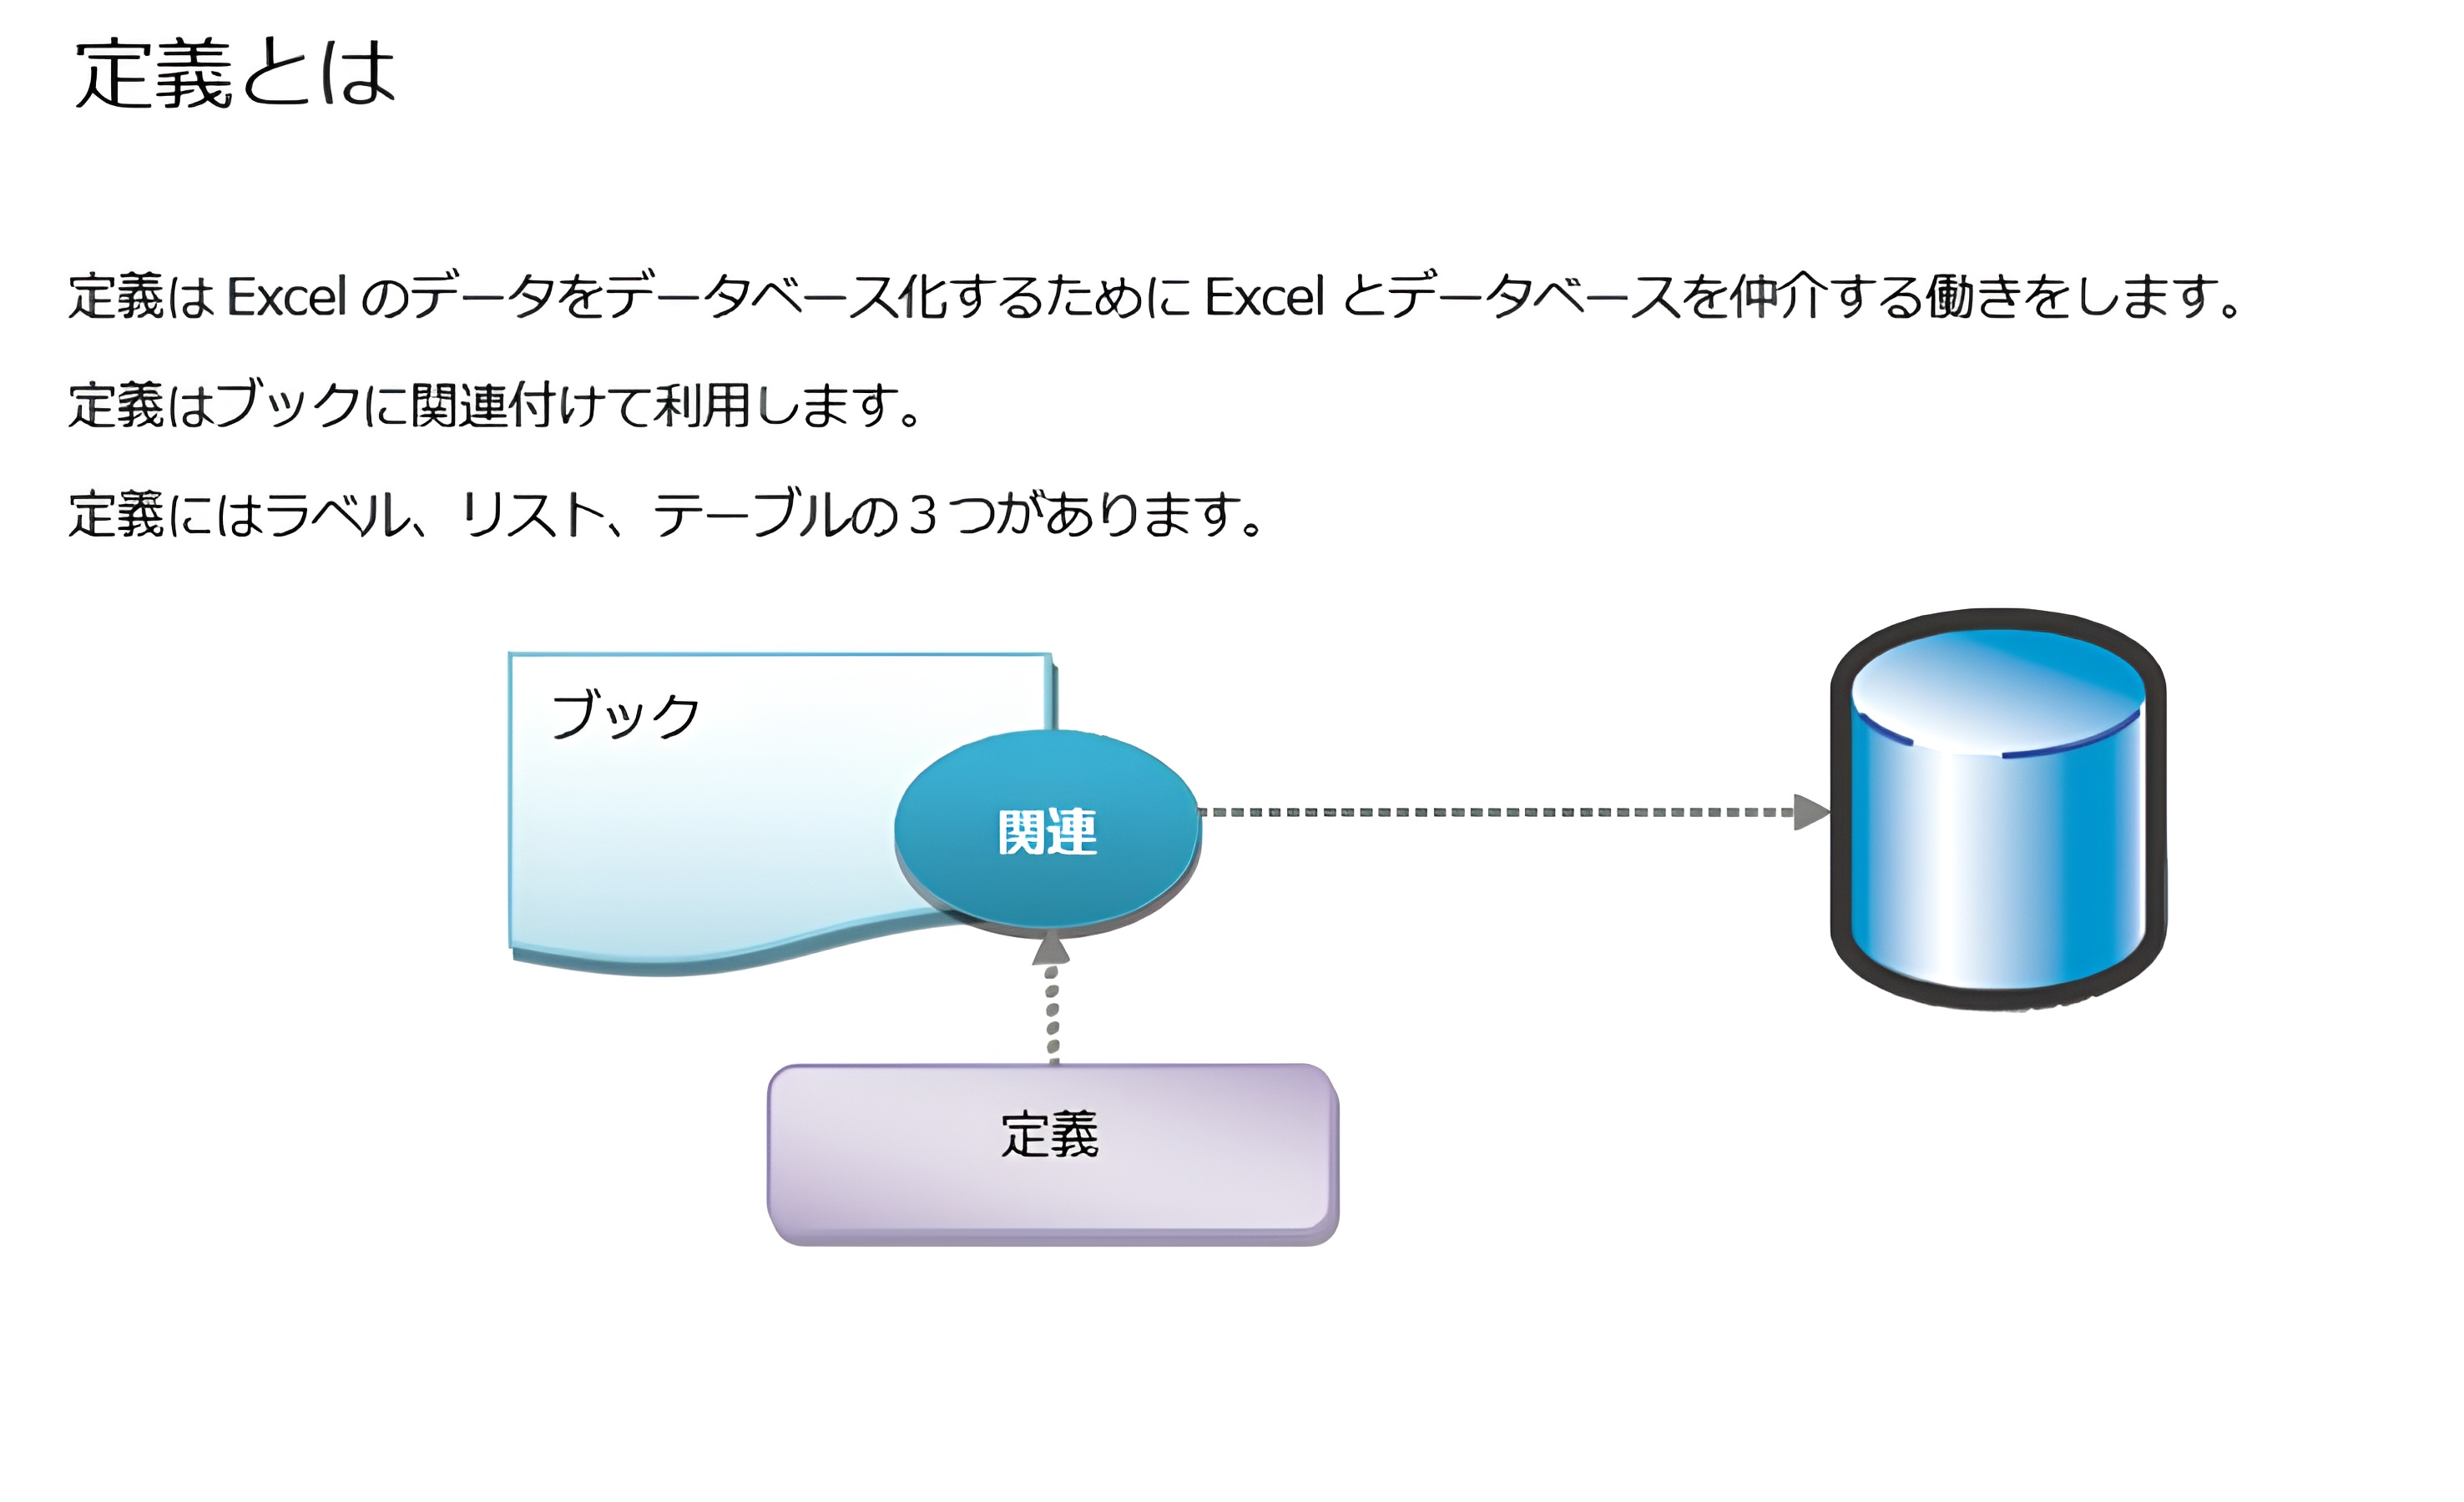 定義とは
定義は Excel のデータをデータベース化するために Excel とデータベースを仲介する働きをします。
定義はブックに関連付けて利用します。
定義にはラベル、リスト、テーブルの3つがあります。
ブック
関連
定義